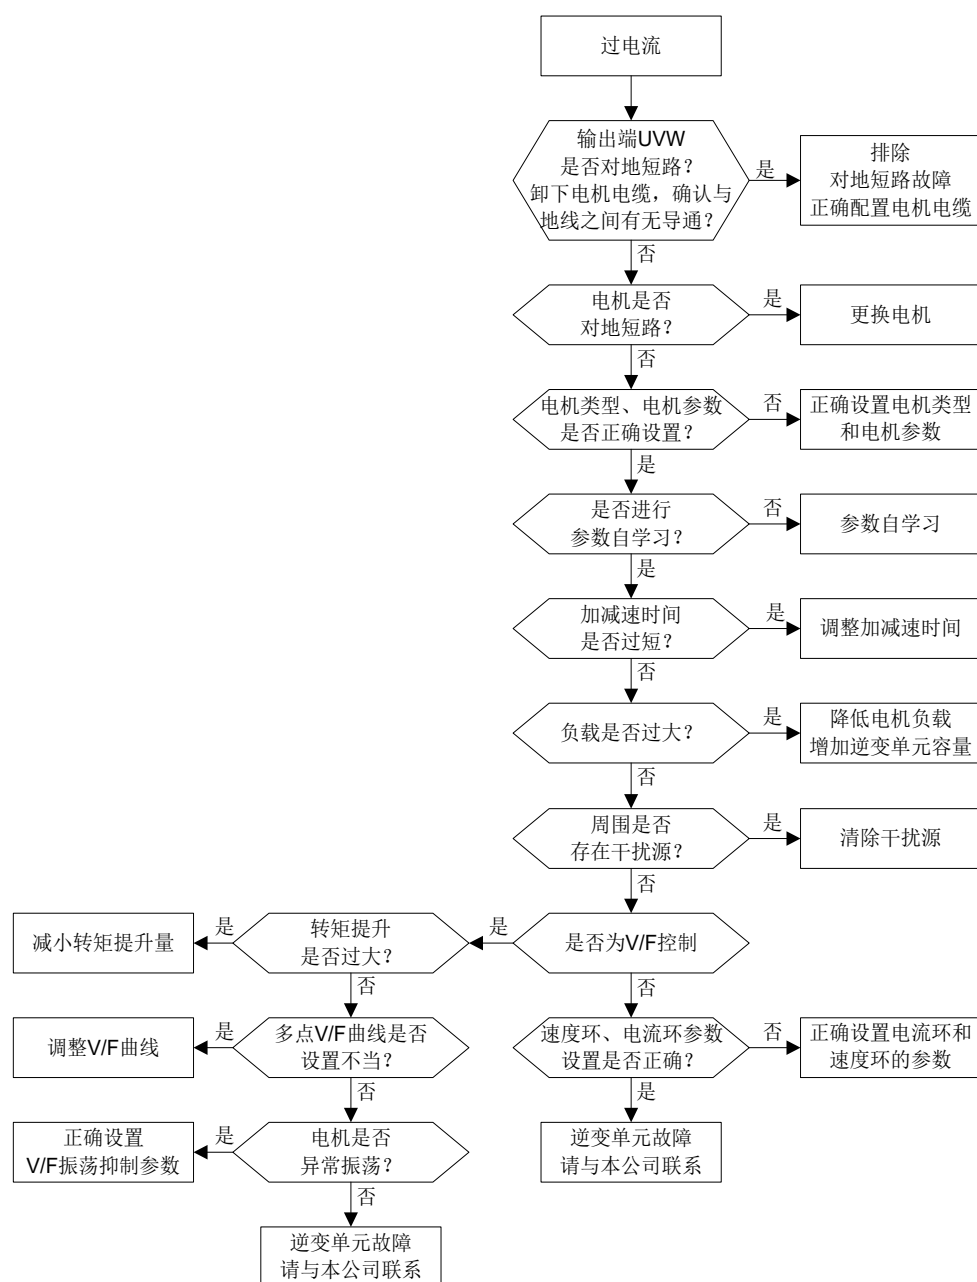 过电流
输出端UVW
是否对地短路？
卸下电机电缆，确认与
地线之间有无导通？
是
排除
对地短路故障
正确配置电机电缆
否
电机是否
对地短路？
是
更换电机
否
电机类型、电机参数
是否正确设置？
否
正确设置电机类型
和电机参数
是
是否进行
参数自学习？
否
参数自学习
是
加减速时间
是否过短？
是
调整加减速时间
否
负载是否过大？
是
降低电机负载
增加逆变单元容量
否
周围是否
存在干扰源？
是
清除干扰源
否
是否为V/F控制
是
转矩提升
是否过大？
是
减小转矩提升量
否
多点V/F曲线是否
设置不当？
是
调整V/F曲线
否
电机是否
异常振荡？
是
正确设置
V/F振荡抑制参数
否
逆变单元故障
请与本公司联系
否
速度环、电流环参数
设置是否正确？
否
正确设置电流环和
速度环的参数
是
逆变单元故障
请与本公司联系